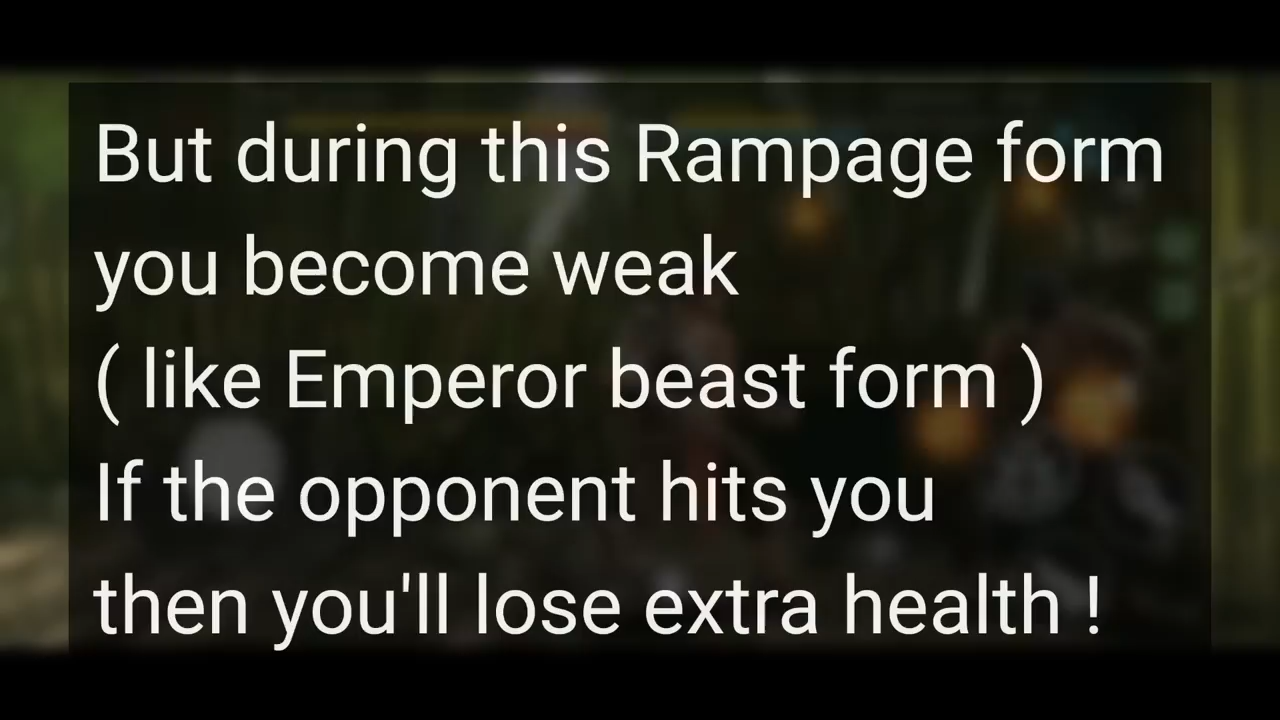 But during this Rampage form
you become weak
( like Emperor beast form )
If the opponent hits you
then you'll lose extra health !